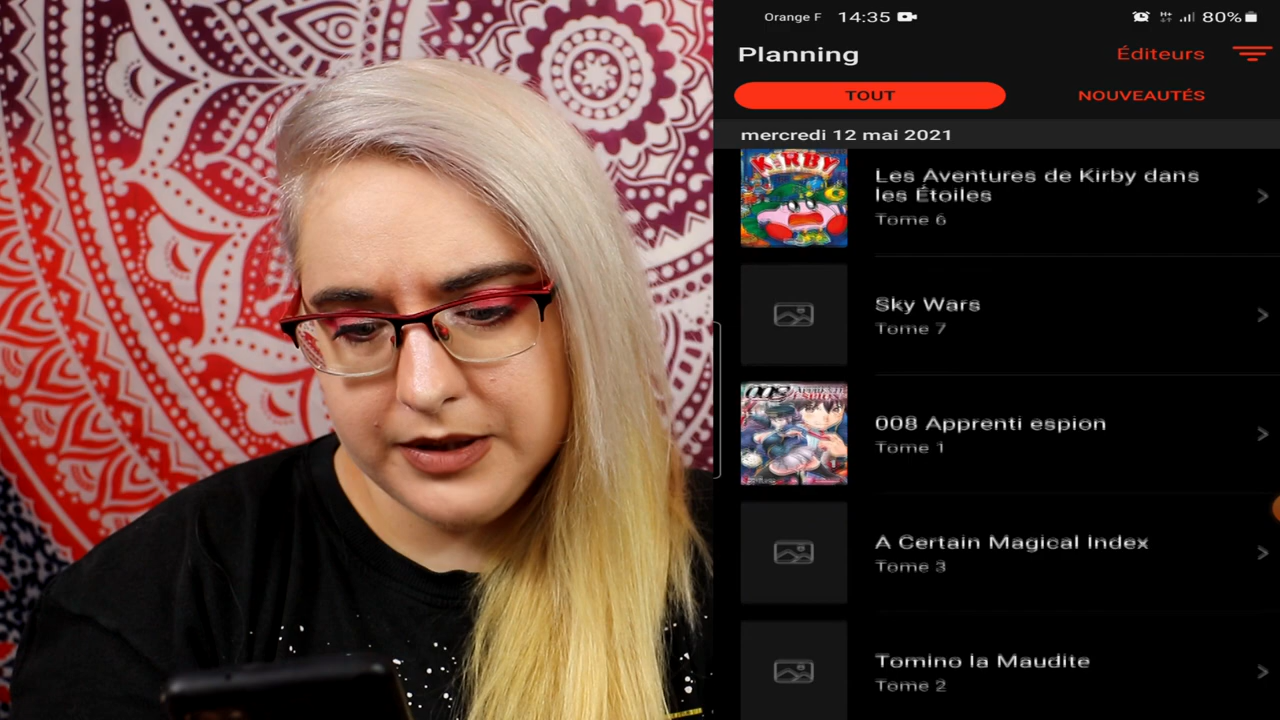 Orange F 14:35 80%
Planning Éditeurs
TOUT NOUVEAUTÉS
mercredi 12 mai 2021
KIRBY
Les Aventures de Kirby dans
les Étoiles
Tome 6
Sky Wars
Tome 7
008
008 Apprenti espion
Tome 1
A Certain Magical Index
Tome 3
Tomino la Maudite
Tome 2